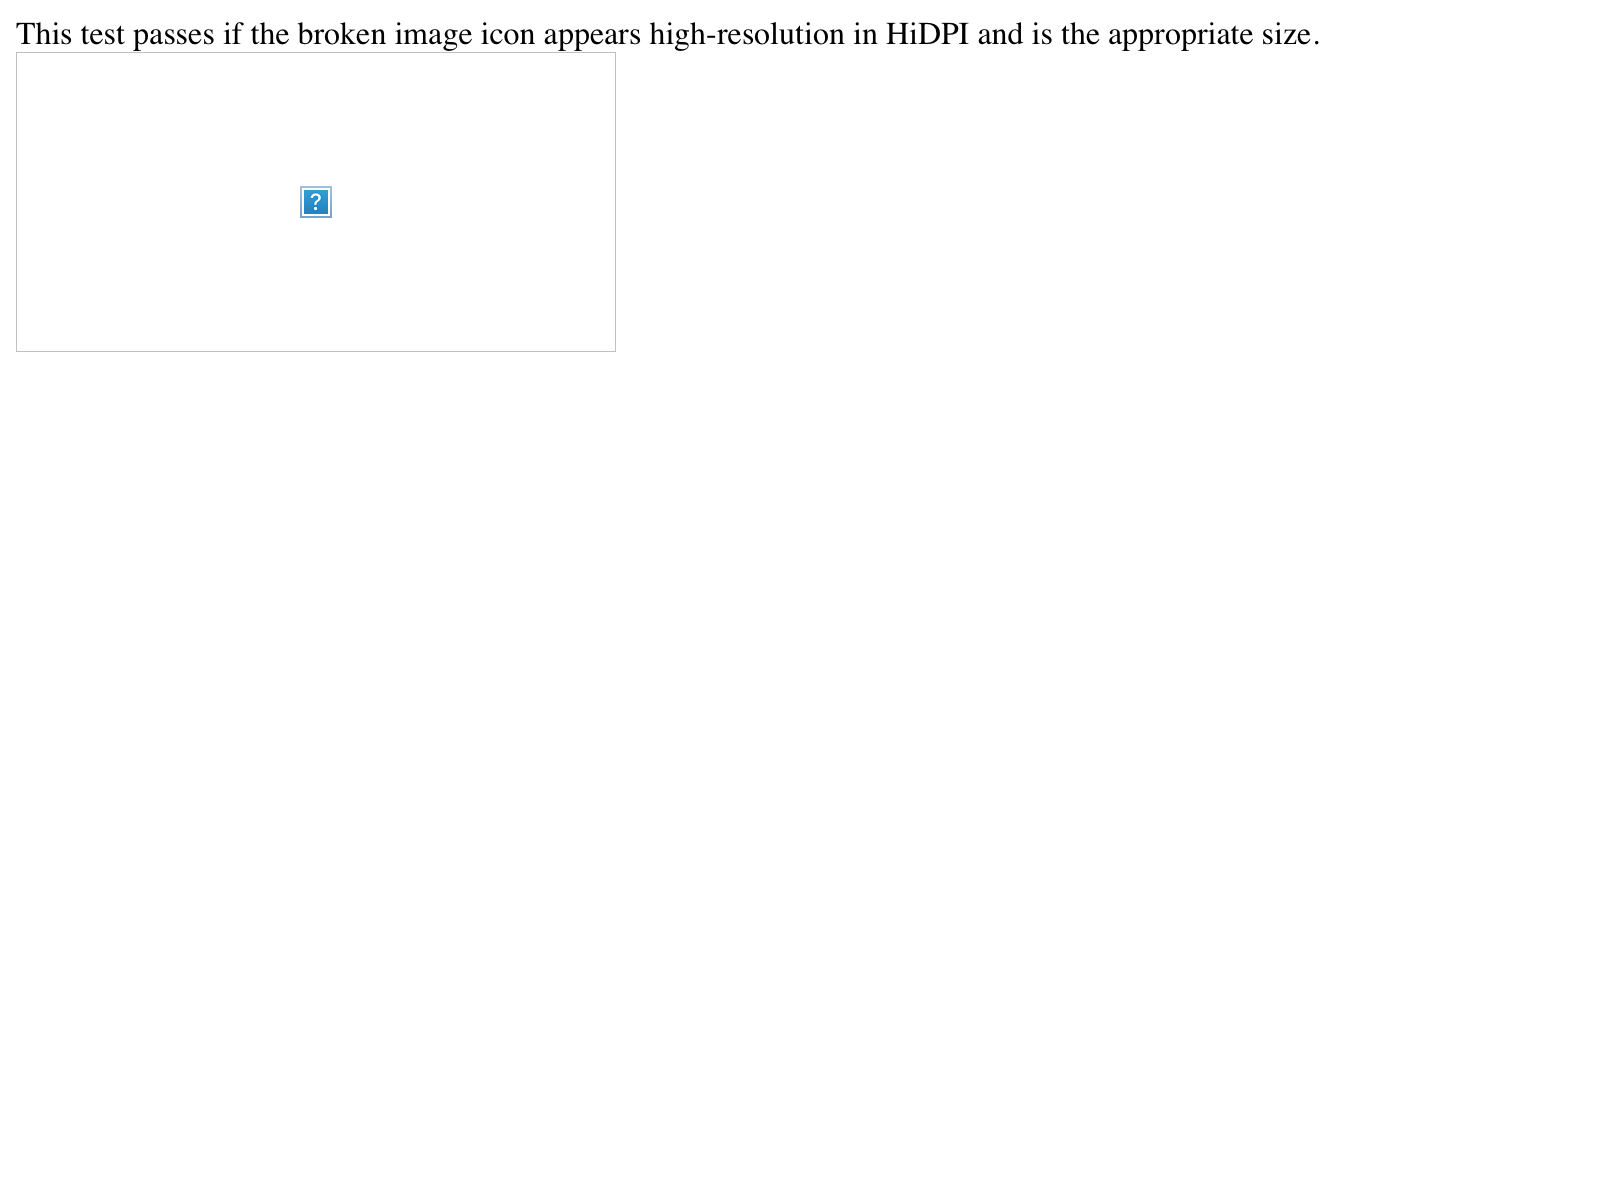 This test passes if the broken image icon appears high-resolution in HiDPI and is the appropriate size.
?